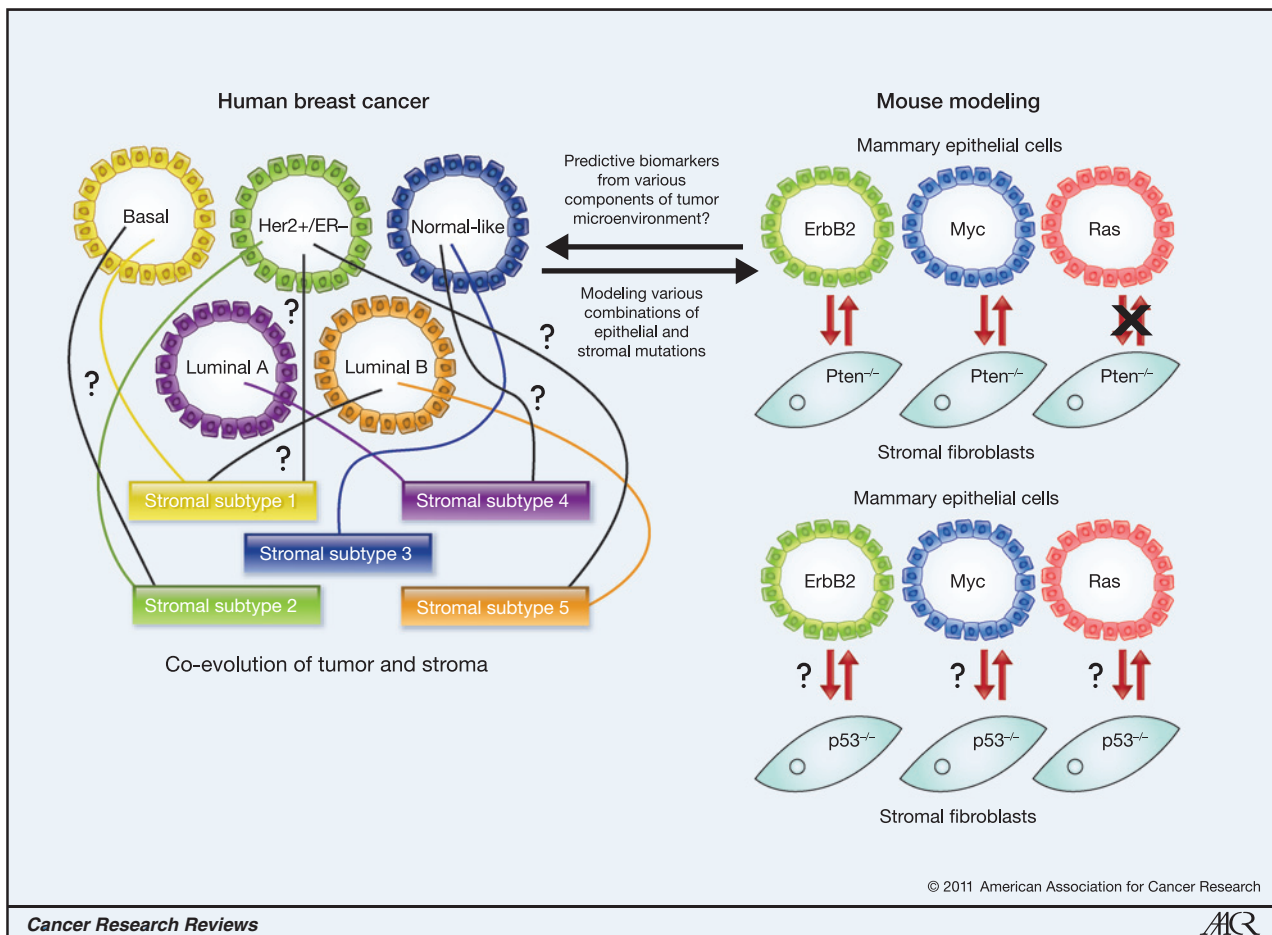 Human breast cancer
Basal
Her2+/ER–
Normal-like
Luminal A
Luminal B
?
?
?
?
?
Stromal subtype 1
Stromal subtype 4
Stromal subtype 3
Stromal subtype 2
Stromal subtype 5
Co-evolution of tumor and stroma
Predictive biomarkers
from various
components of tumor
microenvironment?
Modeling various
combinations of
epithelial and
stromal mutations
Mouse modeling
Mammary epithelial cells
ErbB2
Myc
Ras
Pten–/–
Pten–/–
Pten–/–
Stromal fibroblasts
Mammary epithelial cells
ErbB2
Myc
Ras
?
?
?
p53–/–
p53–/–
p53–/–
Stromal fibroblasts
© 2011 American Association for Cancer Research
Cancer Research Reviews
AACR